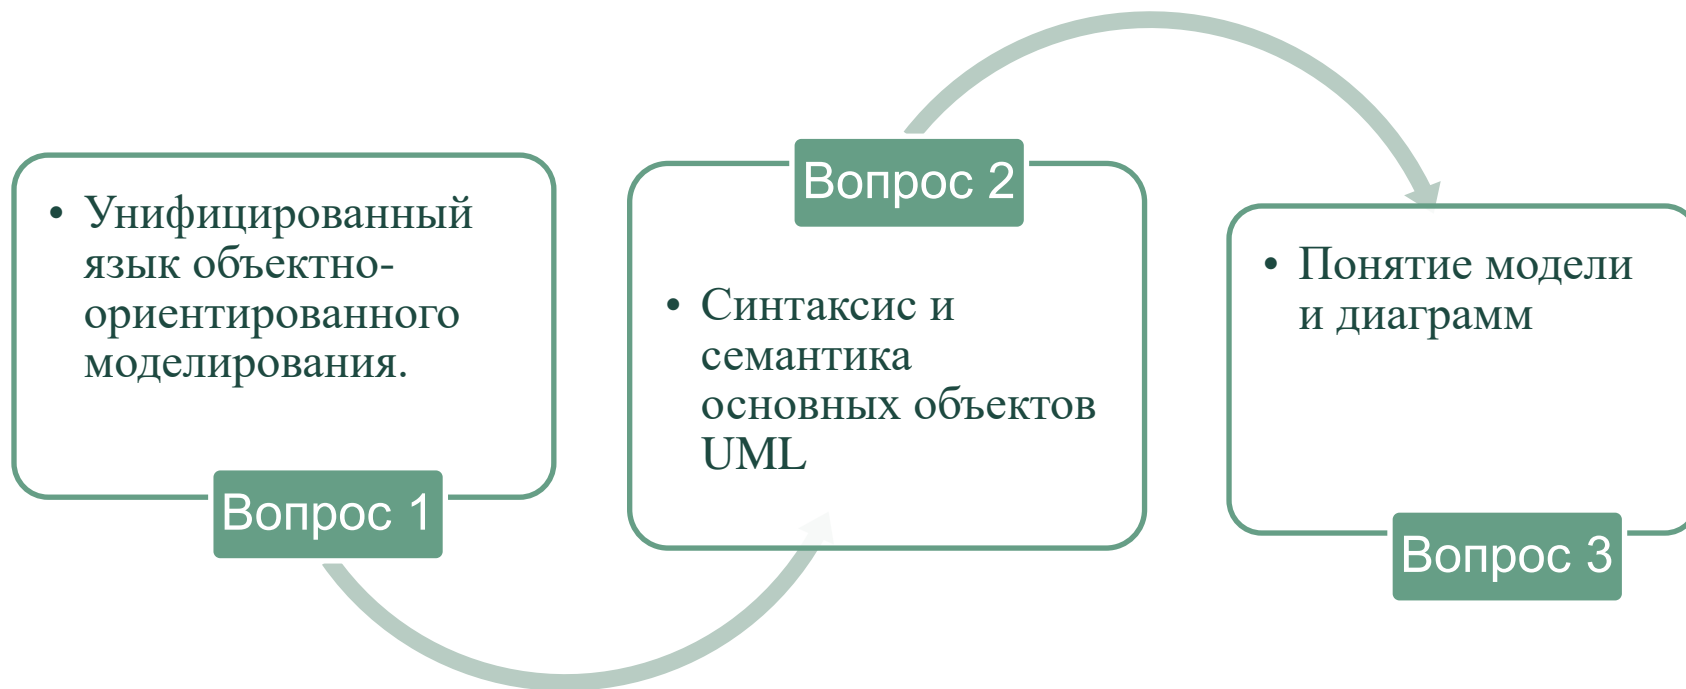 • Унифицированный
язык объектно-
ориентированного
моделирования.
Вопрос 1
Вопрос 2
• Синтаксис и
семантика
основных объектов
UML
• Понятие модели
и диаграмм
Вопрос 3